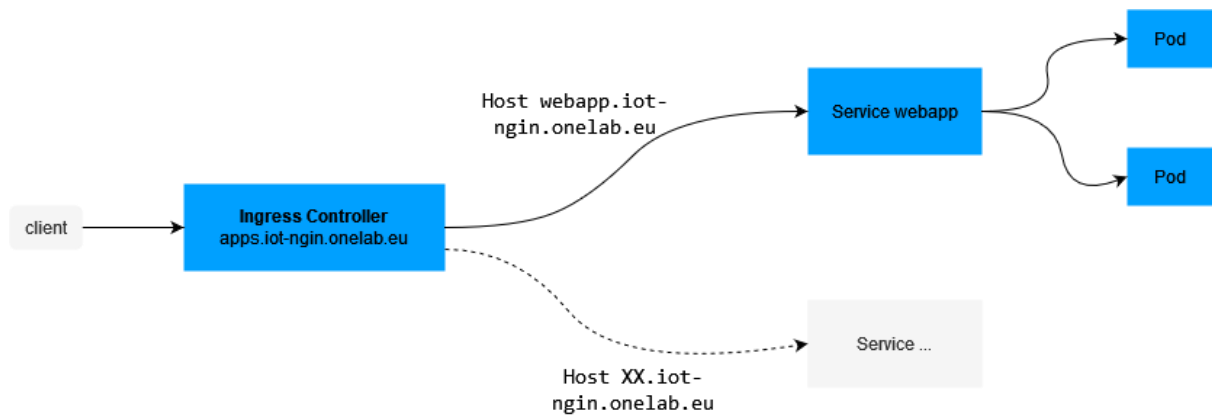 Pod
Host webapp.iot-
ngin.onelab.eu
Service webapp
Pod
Ingress Controller
apps.iot-ngin.onelab.eu
client
Service ...
Host XX.iot-
ngin.onelab.eu